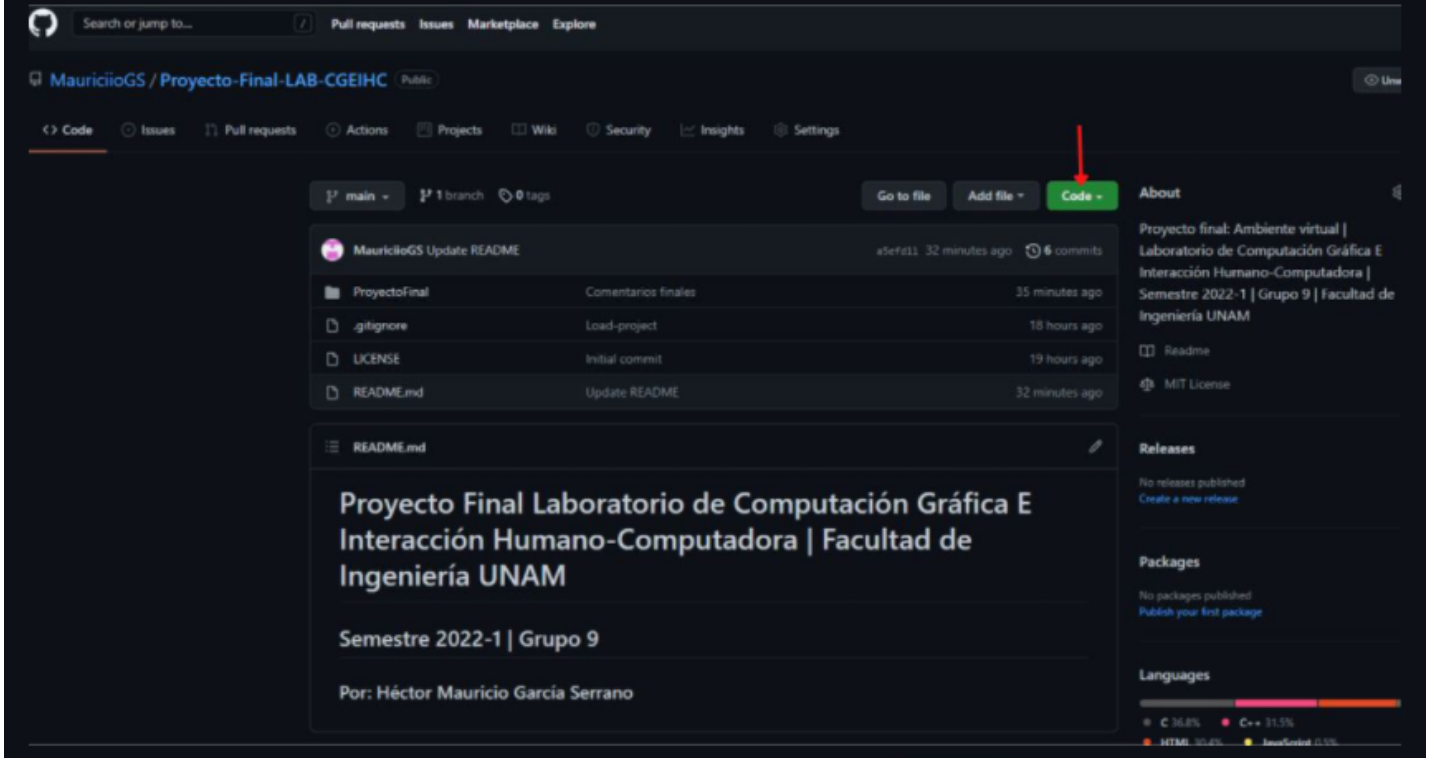 Search or jump to... /
Pull requests Issues Marketplace Explore
MauriciioGS / Proyecto-Final-LAB-CGEIHC Public
<> Code Issues Pull requests Actions Projects Wiki Security Insights Settings
main 1 branch 0 tags
Go to file Add file Code
MauriciioGS Update README a5efd11 32 minutes ago 6 commits
ProyectoFinal Comentarios finales 35 minutes ago
.gitignore Load-project 18 hours ago
LICENSE Initial commit 19 hours ago
README.md Update README 32 minutes ago
README.md
Proyecto Final Laboratorio de Computación Gráfica E
Interacción Humano-Computadora | Facultad de
Ingeniería UNAM
Semestre 2022-1 | Grupo 9
Por: Héctor Mauricio García Serrano
About
Proyecto final: Ambiente virtual |
Laboratorio de Computación Gráfica E
Interacción Humano-Computadora |
Semestre 2022-1 | Grupo 9 | Facultad de
Ingeniería UNAM
Readme
MIT License
Releases
No releases published
Create a new release
Packages
No packages published
Publish your first package
Languages
C 36.8% C++ 31.5%
HTML 30.4% JavaScript 0.5%